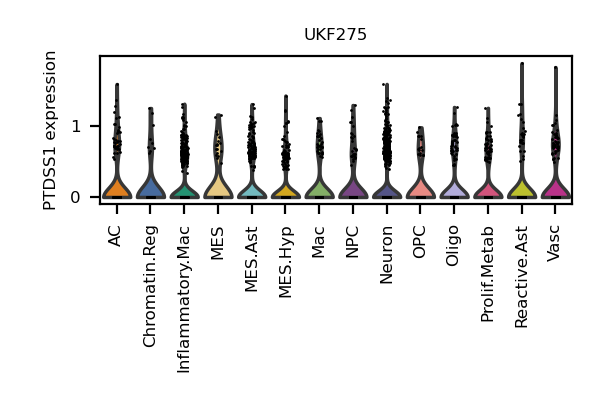 UKF275
PTDSS1 expression
1
0
AC
Chromatin.Reg
Inflammatory.Mac
MES
MES.Ast
MES.Hyp
Mac
NPC
Neuron
OPC
Oligo
Prolif.Metab
Reactive.Ast
Vasc